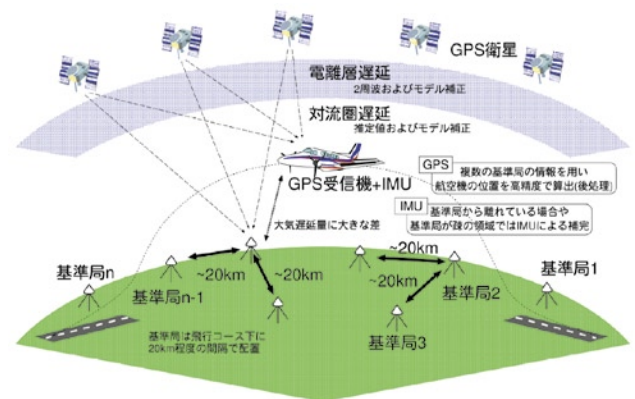 GPS衛星
電離層遅延
2周波およびモデル補正
対流圏遅延
推定値およびモデル補正
GPS受信機+IMU
GPS
複数の基準局の情報を用い
航空機の位置を高精度で算出(後処理)
IMU
基準局から離れている場合や
基準局が疎の領域ではIMUによる補完
大気遅延量に大きな差
基準局n
基準局n-1
~20km
~20km
~20km
~20km
基準局2
基準局1
基準局3
基準局は飛行コース下に
20km程度の間隔で配置